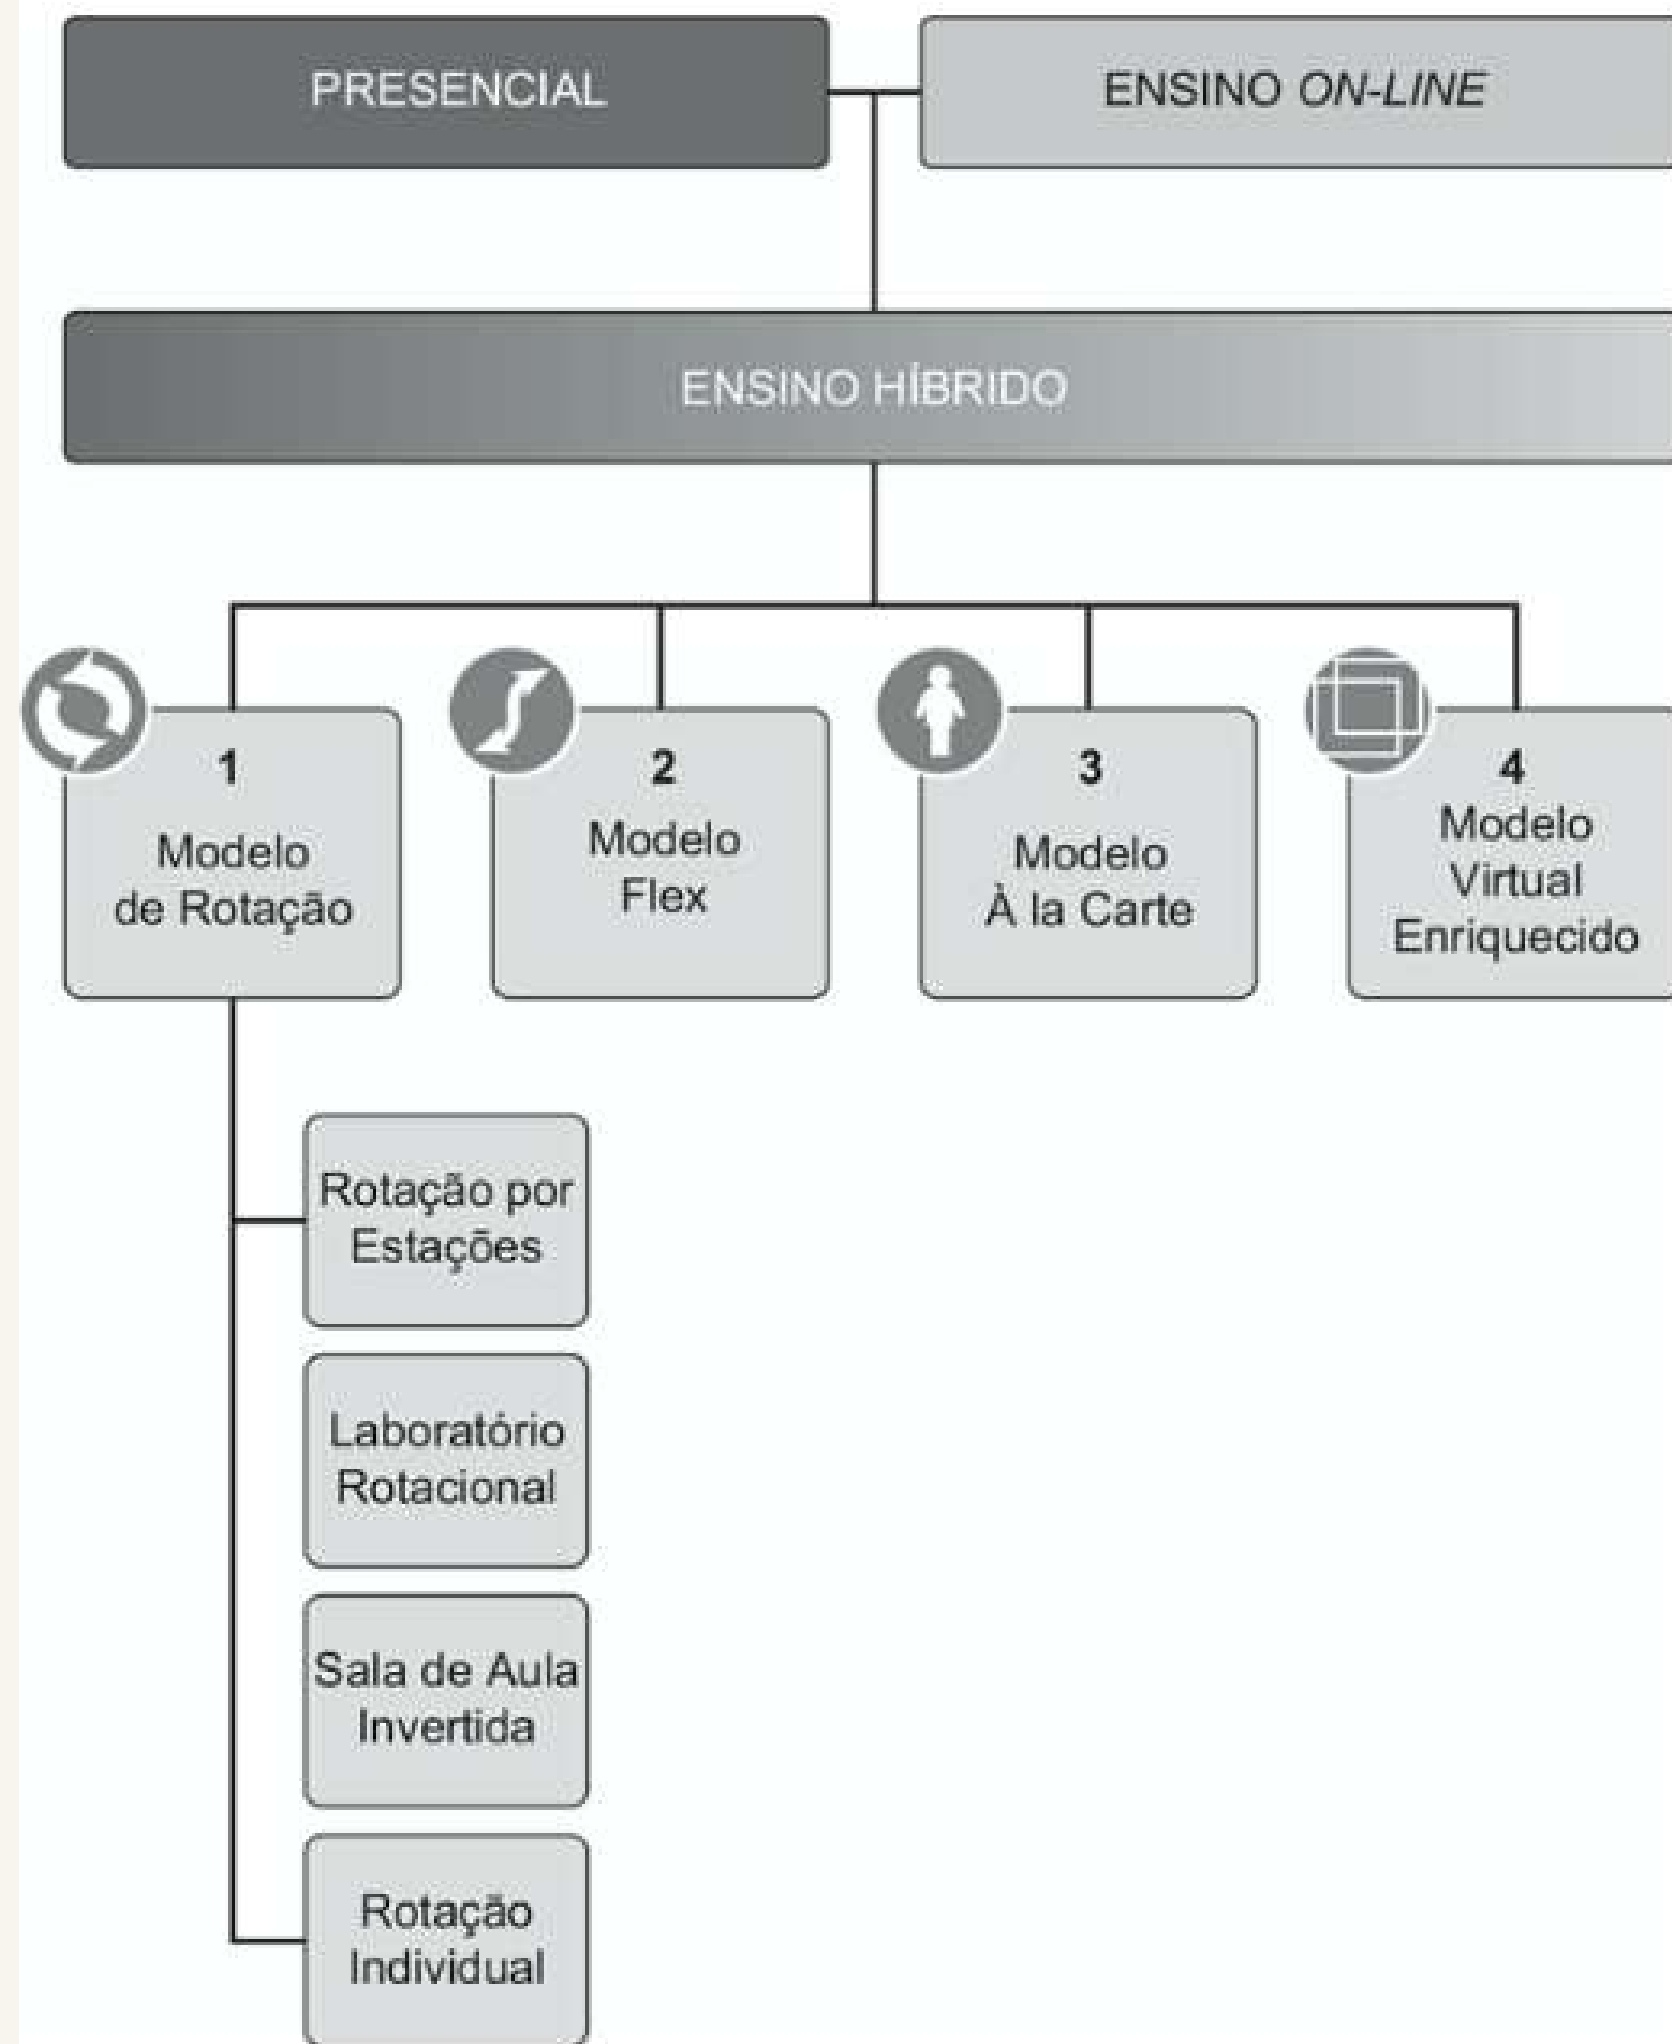 PRESENCIAL
ENSINO ON-LINE
ENSINO HÍBRIDO
1
Modelo
de Rotação
2
Modelo
Flex
3
Modelo
À la Carte
4
Modelo
Virtual
Enriquecido
Rotação por
Estações
Laboratório
Rotacional
Sala de Aula
Invertida
Rotação
Individual